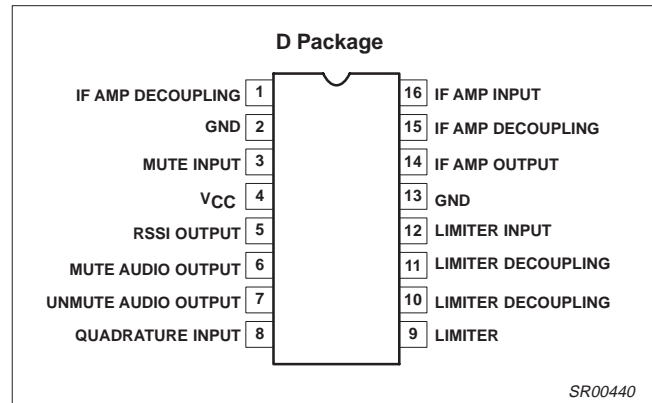 D Package
IF AMP DECOUPLING 1 16 IF AMP INPUT
GND 2 15 IF AMP DECOUPLING
MUTE INPUT 3 14 IF AMP OUTPUT
VCC 4 13 GND
RSSI OUTPUT 5 12 LIMITER INPUT
MUTE AUDIO OUTPUT 6 11 LIMITER DECOUPLING
UNMUTE AUDIO OUTPUT 7 10 LIMITER DECOUPLING
QUADRATURE INPUT 8 9 LIMITER
SR00440